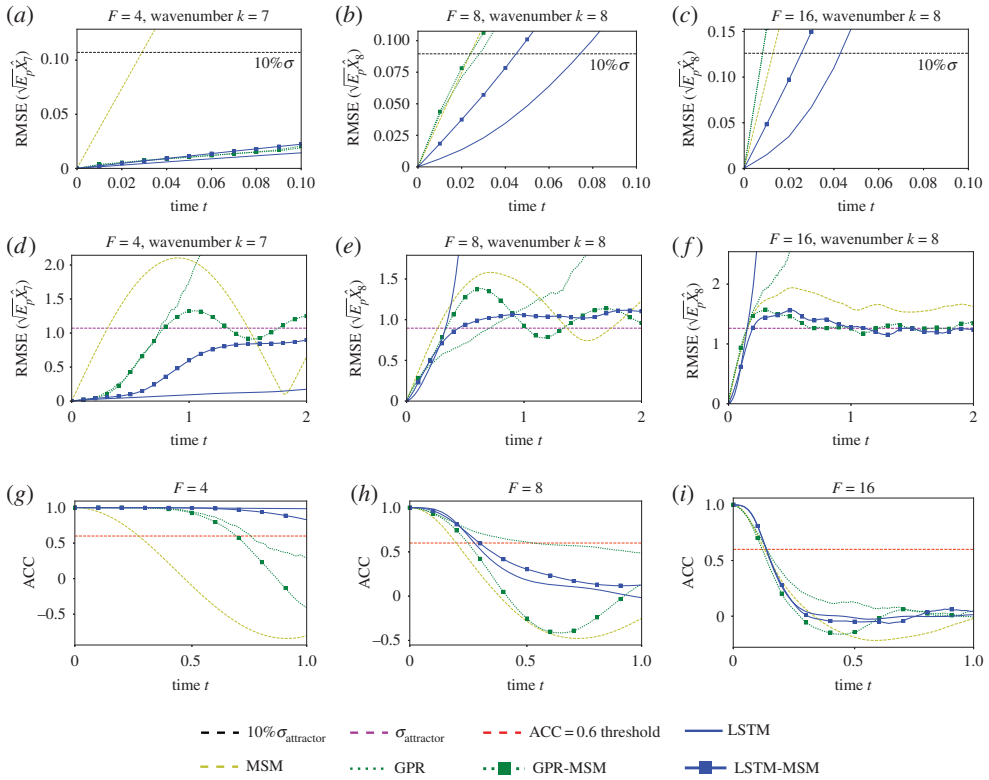 (a) F = 4, wavenumber k = 7
RMSE (√E_p X̂_7)
0.10
0.05
0
10%σ
0 0.02 0.04 0.06 0.08 0.10
time t
(b) F = 8, wavenumber k = 8
RMSE (√E_p X̂_8)
0.100
0.075
0.050
0.025
0
10%σ
0 0.02 0.04 0.06 0.08 0.10
time t
(c) F = 16, wavenumber k = 8
RMSE (√E_p X̂_8)
0.15
0.10
0.05
0
10%σ
0 0.02 0.04 0.06 0.08 0.10
time t
(d) F = 4, wavenumber k = 7
RMSE (√E_p X̂_7)
2.0
1.5
1.0
0.5
0
0 1 2
time t
(e) F = 8, wavenumber k = 8
RMSE (√E_p X̂_8)
1.5
1.0
0.5
0
0 1 2
time t
(f) F = 16, wavenumber k = 8
RMSE (√E_p X̂_8)
2
1
0
0 1 2
time t
(g) F = 4
ACC
1.0
0.5
0
−0.5
0 0.5 1.0
time t
(h) F = 8
ACC
1.0
0.5
0
−0.5
0 0.5 1.0
time t
(i) F = 16
ACC
1.0
0.5
0
0 0.5 1.0
time t
10%σ_attractor
σ_attractor
ACC = 0.6 threshold
LSTM
MSM
GPR
GPR-MSM
LSTM-MSM